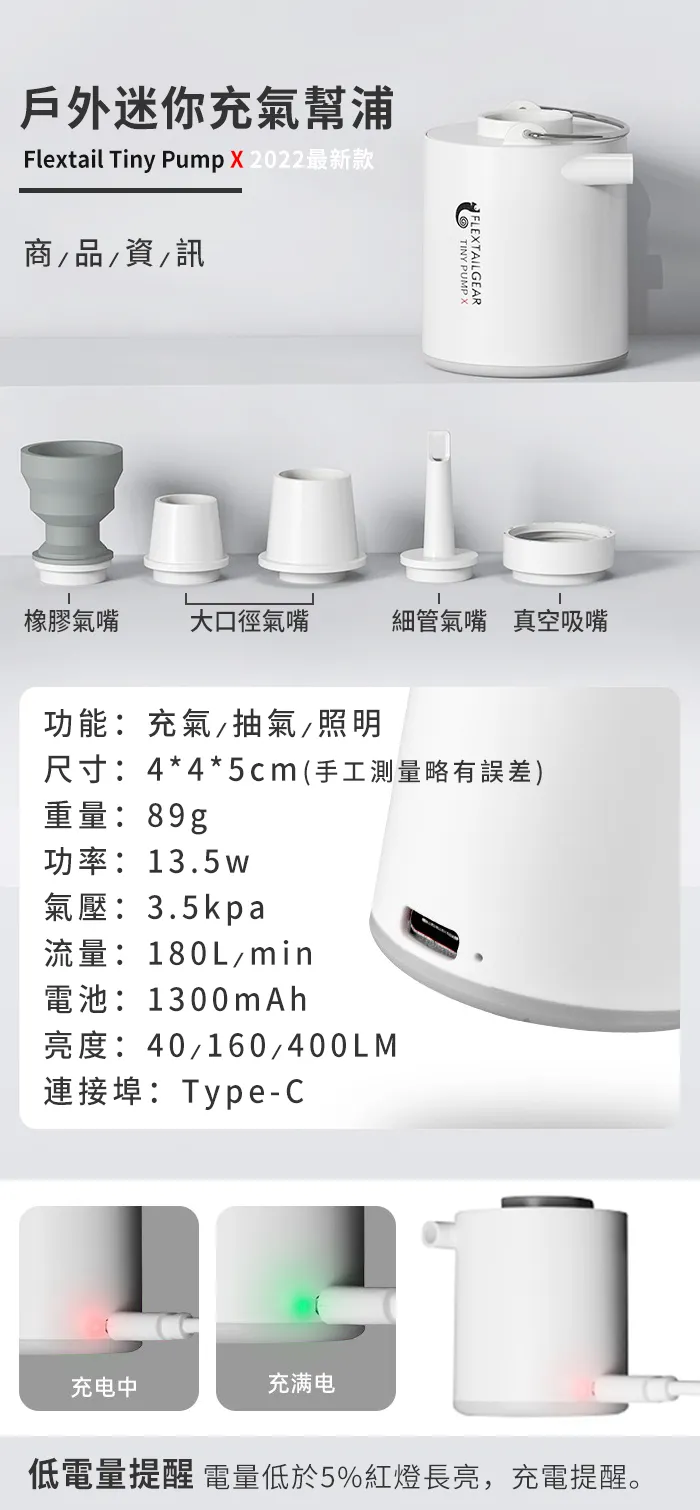 戶外迷你充氣幫浦
Flextail Tiny Pump X 2022最新款
商/品/資/訊
FLEXTAILGEAR
TINY PUMP X
橡膠氣嘴
大口徑氣嘴
細管氣嘴
真空吸嘴
功能：充氣/抽氣/照明
尺寸：4*4*5cm(手工測量略有誤差)
重量：89g
功率：13.5w
氣壓：3.5kpa
流量：180L/min
電池：1300mAh
亮度：40/160/400LM
連接埠：Type-C
充电中
充满电
低電量提醒 電量低於5%紅燈長亮，充電提醒。